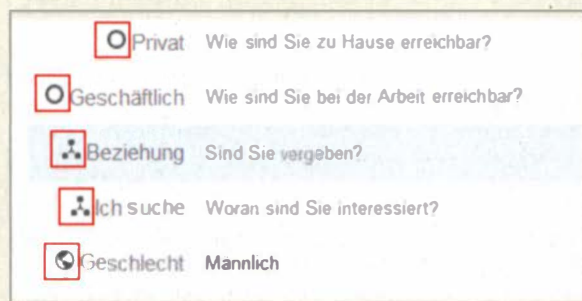 Privat Wie sind Sie zu Hause erreichbar?
Geschäftlich Wie sind Sie bei der Arbeit erreichbar?
Beziehung Sind Sie vergeben?
Ich suche Woran sind Sie interessiert?
Geschlecht Mannlich